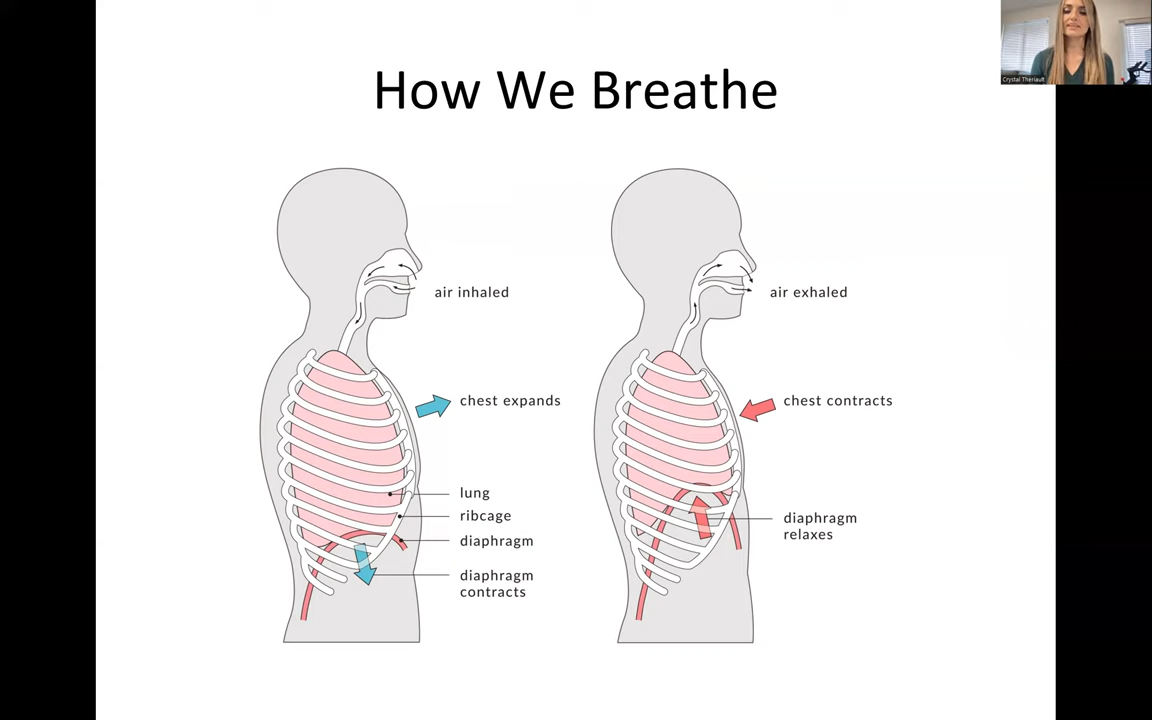 How We Breathe
Crystal Theriault
air inhaled
chest expands
lung
ribcage
diaphragm
diaphragm
contracts
air exhaled
chest contracts
diaphragm
relaxes